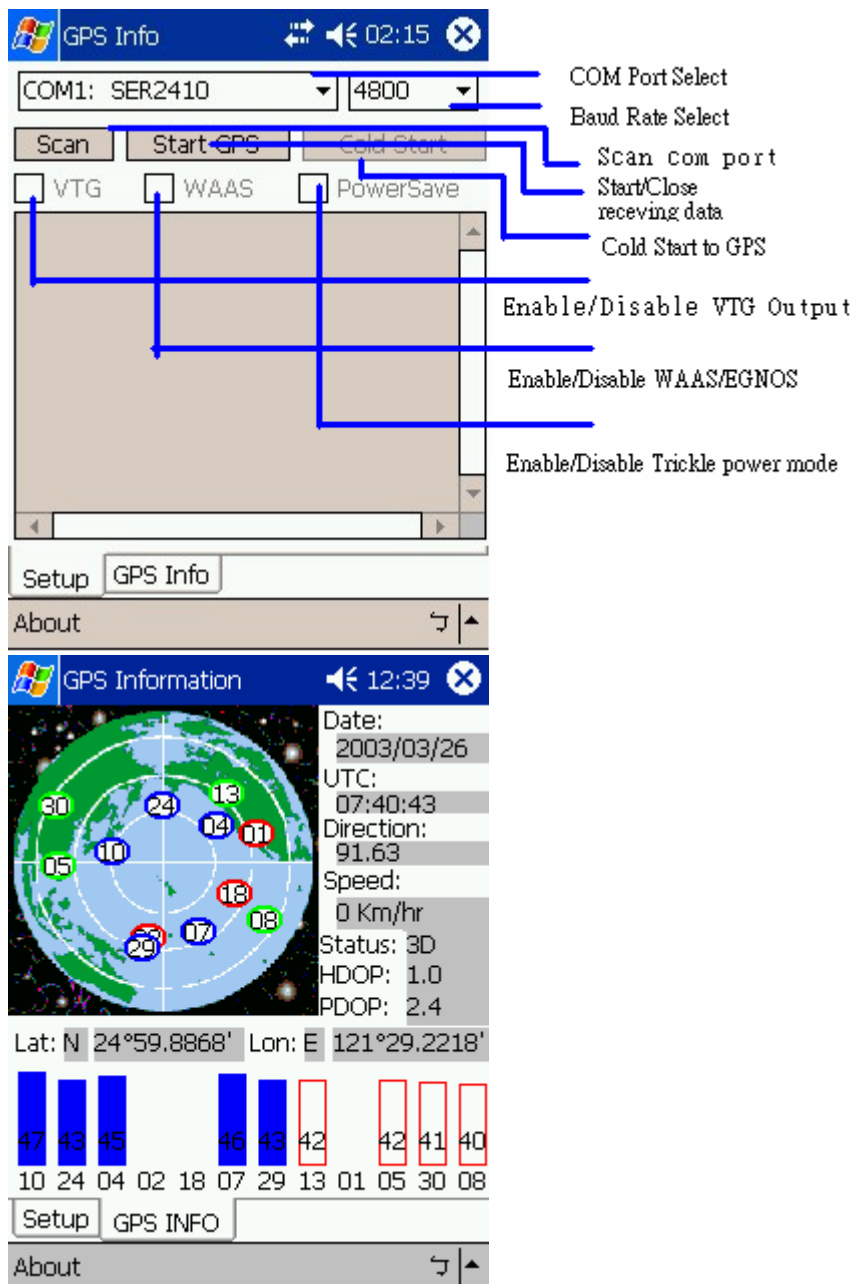 GPS Info 02:15
COM1: SER2410 4800
COM Port Select
Baud Rate Select
Scan Start GPS Cold Start
Scan com port
VTG WAAS PowerSave
Start/Close
receving data
Cold Start to GPS
Enable/Disable VTG Output
Enable/Disable WAAS/EGNOS
Enable/Disable Trickle power mode
Setup GPS Info
About
GPS Information 12:39
Date:
2003/03/26
UTC:
07:40:43
Direction:
91.63
Speed:
0 Km/hr
Status: 3D
HDOP: 1.0
PDOP: 2.4
30 24 13 04 01 10 05 18 08 07 29
Lat: N 24°59.8868' Lon: E 121°29.2218'
47 43 45 46 43 42 42 41 40
10 24 04 02 18 07 29 13 01 05 30 08
Setup GPS INFO
About